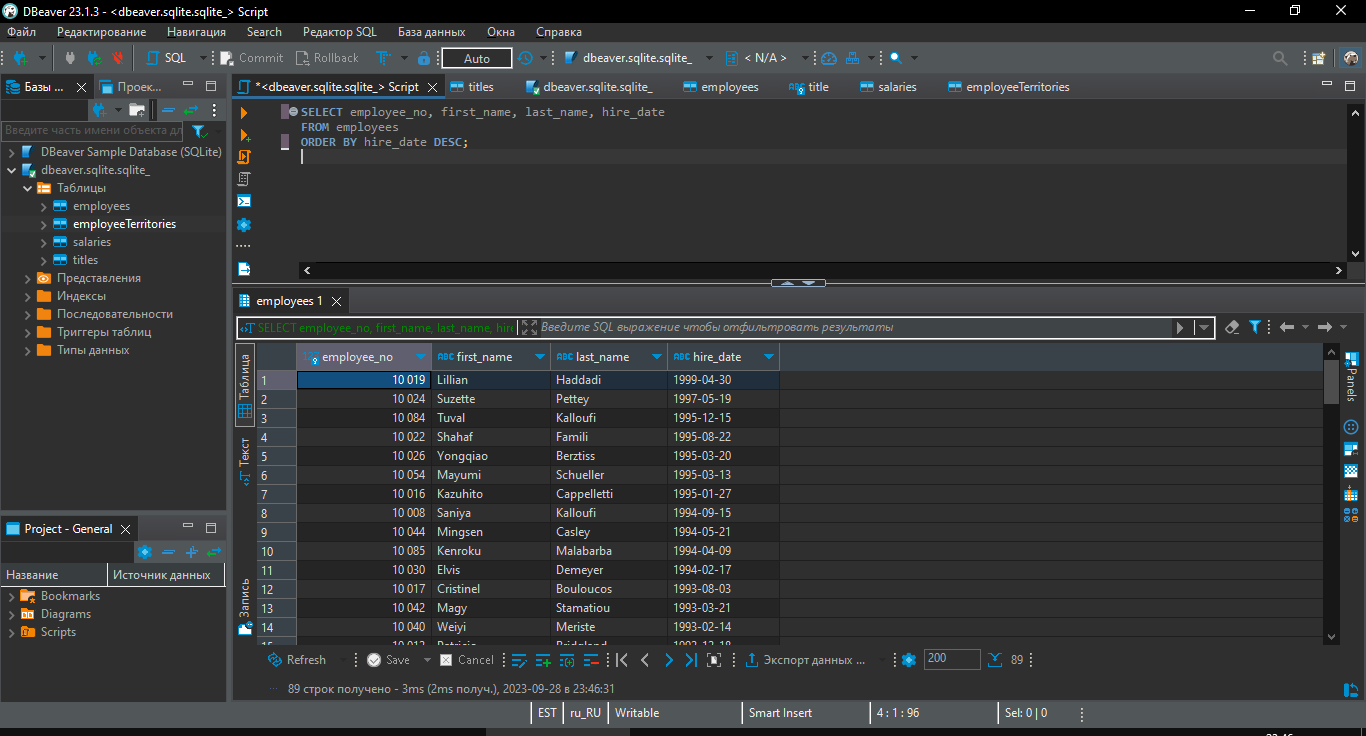 DBeaver 23.1.3 - <dbeaver.sqlite.sqlite_> Script
Файл Редактирование Навигация Search Редактор SQL База данных Окна Справка
SQL Commit Rollback Auto dbeaver.sqlite.sqlite_ < N/A >
Базы ... Проек...
*<dbeaver.sqlite.sqlite_> Script titles dbeaver.sqlite.sqlite_ employees title salaries employeeTerritories
Введите часть имени объекта дл
DBeaver Sample Database (SQLite)
dbeaver.sqlite.sqlite_
Таблицы
employees
employeeTerritories
salaries
titles
Представления
Индексы
Последовательности
Триггеры таблиц
Типы данных
SELECT employee_no, first_name, last_name, hire_date
FROM employees
ORDER BY hire_date DESC;
Project - General
Название Источник данных
Bookmarks
Diagrams
Scripts
employees 1
SELECT employee_no, first_name, last_name, hire Введите SQL выражение чтобы отфильтровать результаты
Таблица
Текст
Запись
employee_no first_name last_name hire_date
1 10 019 Lillian Haddadi 1999-04-30
2 10 024 Suzette Pettey 1997-05-19
3 10 084 Tuval Kalloufi 1995-12-15
4 10 022 Shahaf Famili 1995-08-22
5 10 026 Yongqiao Berztiss 1995-03-20
6 10 054 Mayumi Schueller 1995-03-13
7 10 016 Kazuhito Cappelletti 1995-01-27
8 10 008 Saniya Kalloufi 1994-09-15
9 10 044 Mingsen Casley 1994-05-21
10 10 085 Kenroku Malabarba 1994-04-09
11 10 030 Elvis Demeyer 1994-02-17
12 10 017 Cristinel Bouloucos 1993-08-03
13 10 042 Magy Stamatiou 1993-03-21
14 10 040 Weiyi Meriste 1993-02-14
Panels
Refresh Save Cancel Экспорт данных ... 200 89
89 строк получено - 3ms (2ms получ.), 2023-09-28 в 23:46:31
EST ru_RU Writable Smart Insert 4 : 1 : 96 Sel: 0 | 0